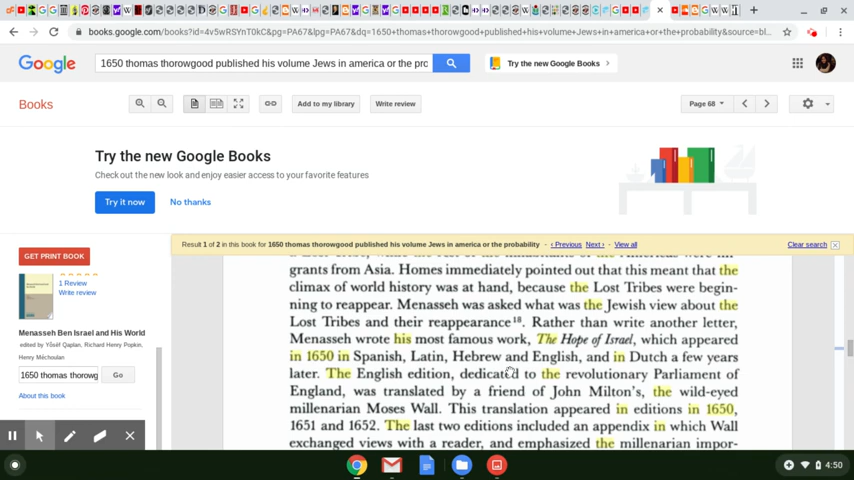 books.google.com/books?id=4v5wRSYnT0kC&pg=PA67&lpg=PA67&dq=1650+thomas+thorowgood+published+his+volume+Jews+in+america+or+the+probability&source=bl...
Google
1650 thomas thorowgood published his volume Jews in america or the pro
Try the new Google Books
Books
Add to my library
Write review
Page 68
Try the new Google Books
Check out the new look and enjoy easier access to your favorite features
Try it now
No thanks
Result 1 of 2 in this book for 1650 thomas thorowgood published his volume Jews in america or the probability - ‹ Previous Next › - View all
Clear search
GET PRINT BOOK
1 Review
Write review
Menasseh Ben Israel and His World
edited by Yôsēf Qaplan, Richard Henry Popkin, Henry Méchoulan
1650 thomas thorowg
Go
About this book
grants from Asia. Homes immediately pointed out that this meant that the
climax of world history was at hand, because the Lost Tribes were begin-
ning to reappear. Menasseh was asked what was the Jewish view about the
Lost Tribes and their reappearance18. Rather than write another letter,
Menasseh wrote his most famous work, The Hope of Israel, which appeared
in 1650 in Spanish, Latin, Hebrew and English, and in Dutch a few years
later. The English edition, dedicated to the revolutionary Parliament of
England, was translated by a friend of John Milton's, the wild-eyed
millenarian Moses Wall. This translation appeared in editions in 1650,
1651 and 1652. The last two editions included an appendix in which Wall
exchanged views with a reader, and emphasized the millenarian impor-
4:50